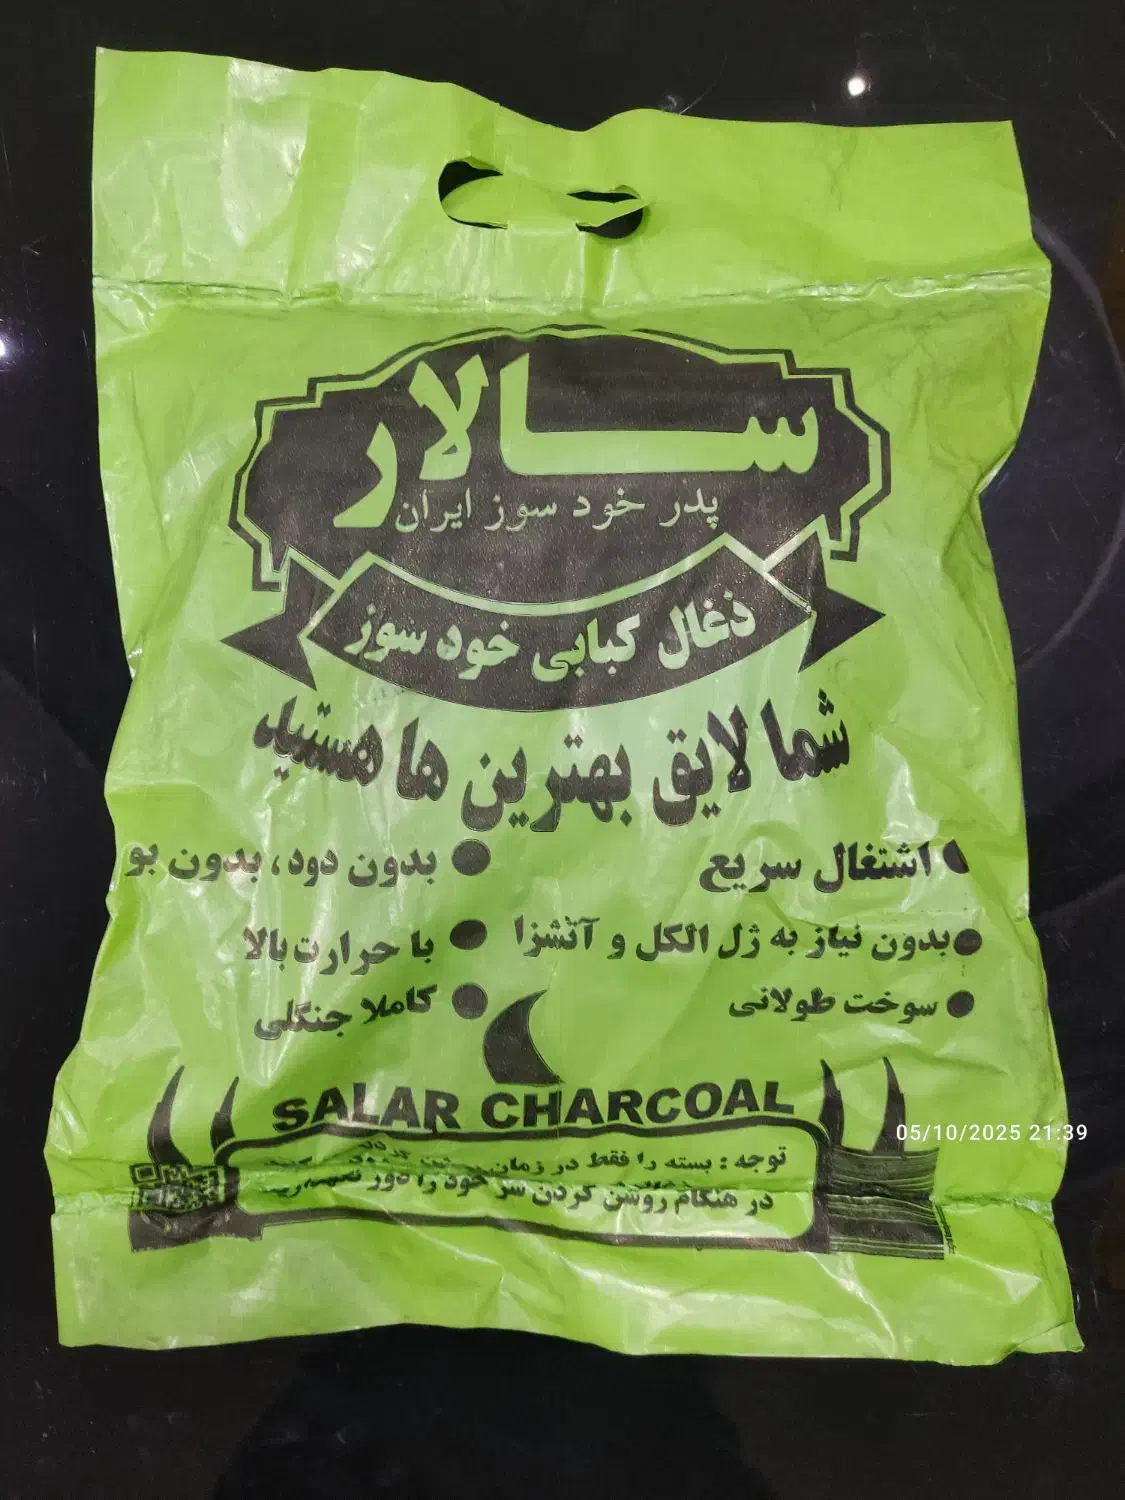 سالار
پدر خود سوز ایران
ذغال کبابی خود سوز
شما لایق بهترین ها هستید
اشتغال سریع
بدون دود، بدون بو
بدون نیاز به ژل الکل و آتشزا
با حرارت بالا
سوخت طولانی
کاملا جنگلی
SALAR CHARCOAL
توجه : بسته را فقط در زمان
در هنگام روشن کردن سر خود را دور
05/10/2025 21:39